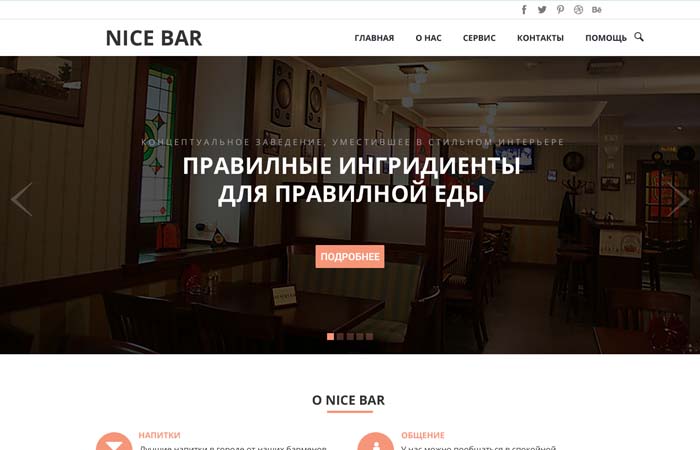 NICE BAR
ГЛАВНАЯ О НАС СЕРВИС КОНТАКТЫ ПОМОЩЬ
КОНЦЕПТУАЛЬНОЕ ЗАВЕДЕНИЕ, УМЕСТИВШЕЕ В СТИЛЬНОМ ИНТЕРЬЕРЕ
ПРАВИЛНЫЕ ИНГРИДИЕНТЫ
ДЛЯ ПРАВИЛНОЙ ЕДЫ
ПОДРОБНЕЕ
О NICE BAR
НАПИТКИ
Лучшие напитки в городе от наших барменов
ОБЩЕНИЕ
У нас можно пообщаться в спокойной